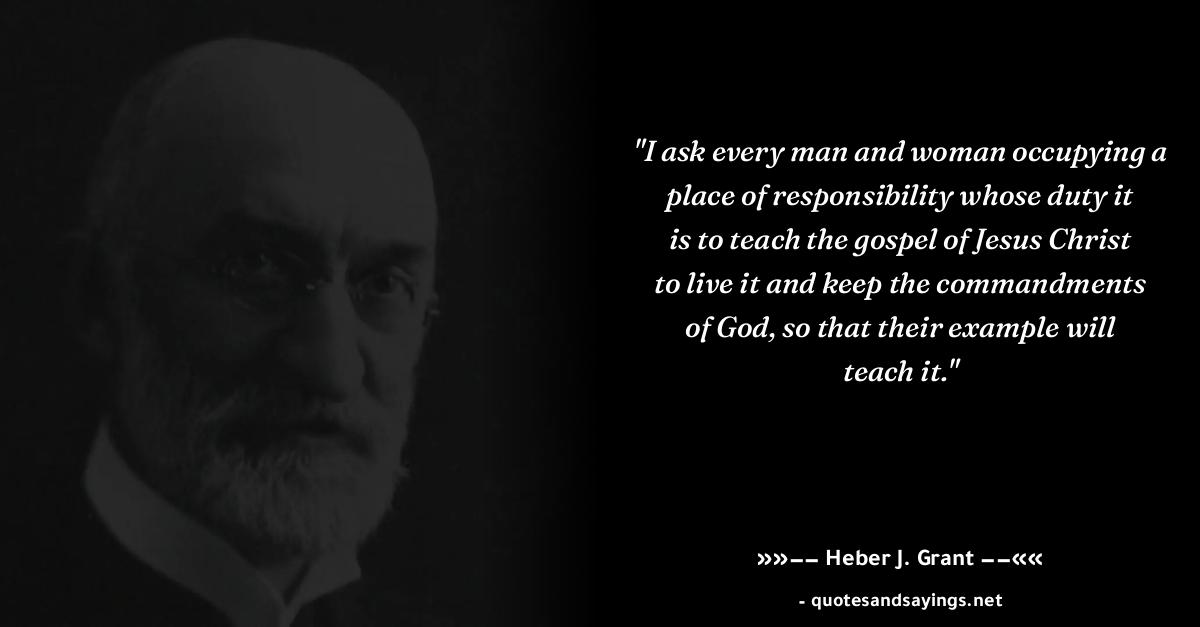 "I ask every man and woman occupying a
place of responsibility whose duty it
is to teach the gospel of Jesus Christ
to live it and keep the commandments
of God, so that their example will
teach it."
»»–– Heber J. Grant ––««
- quotesandsayings.net